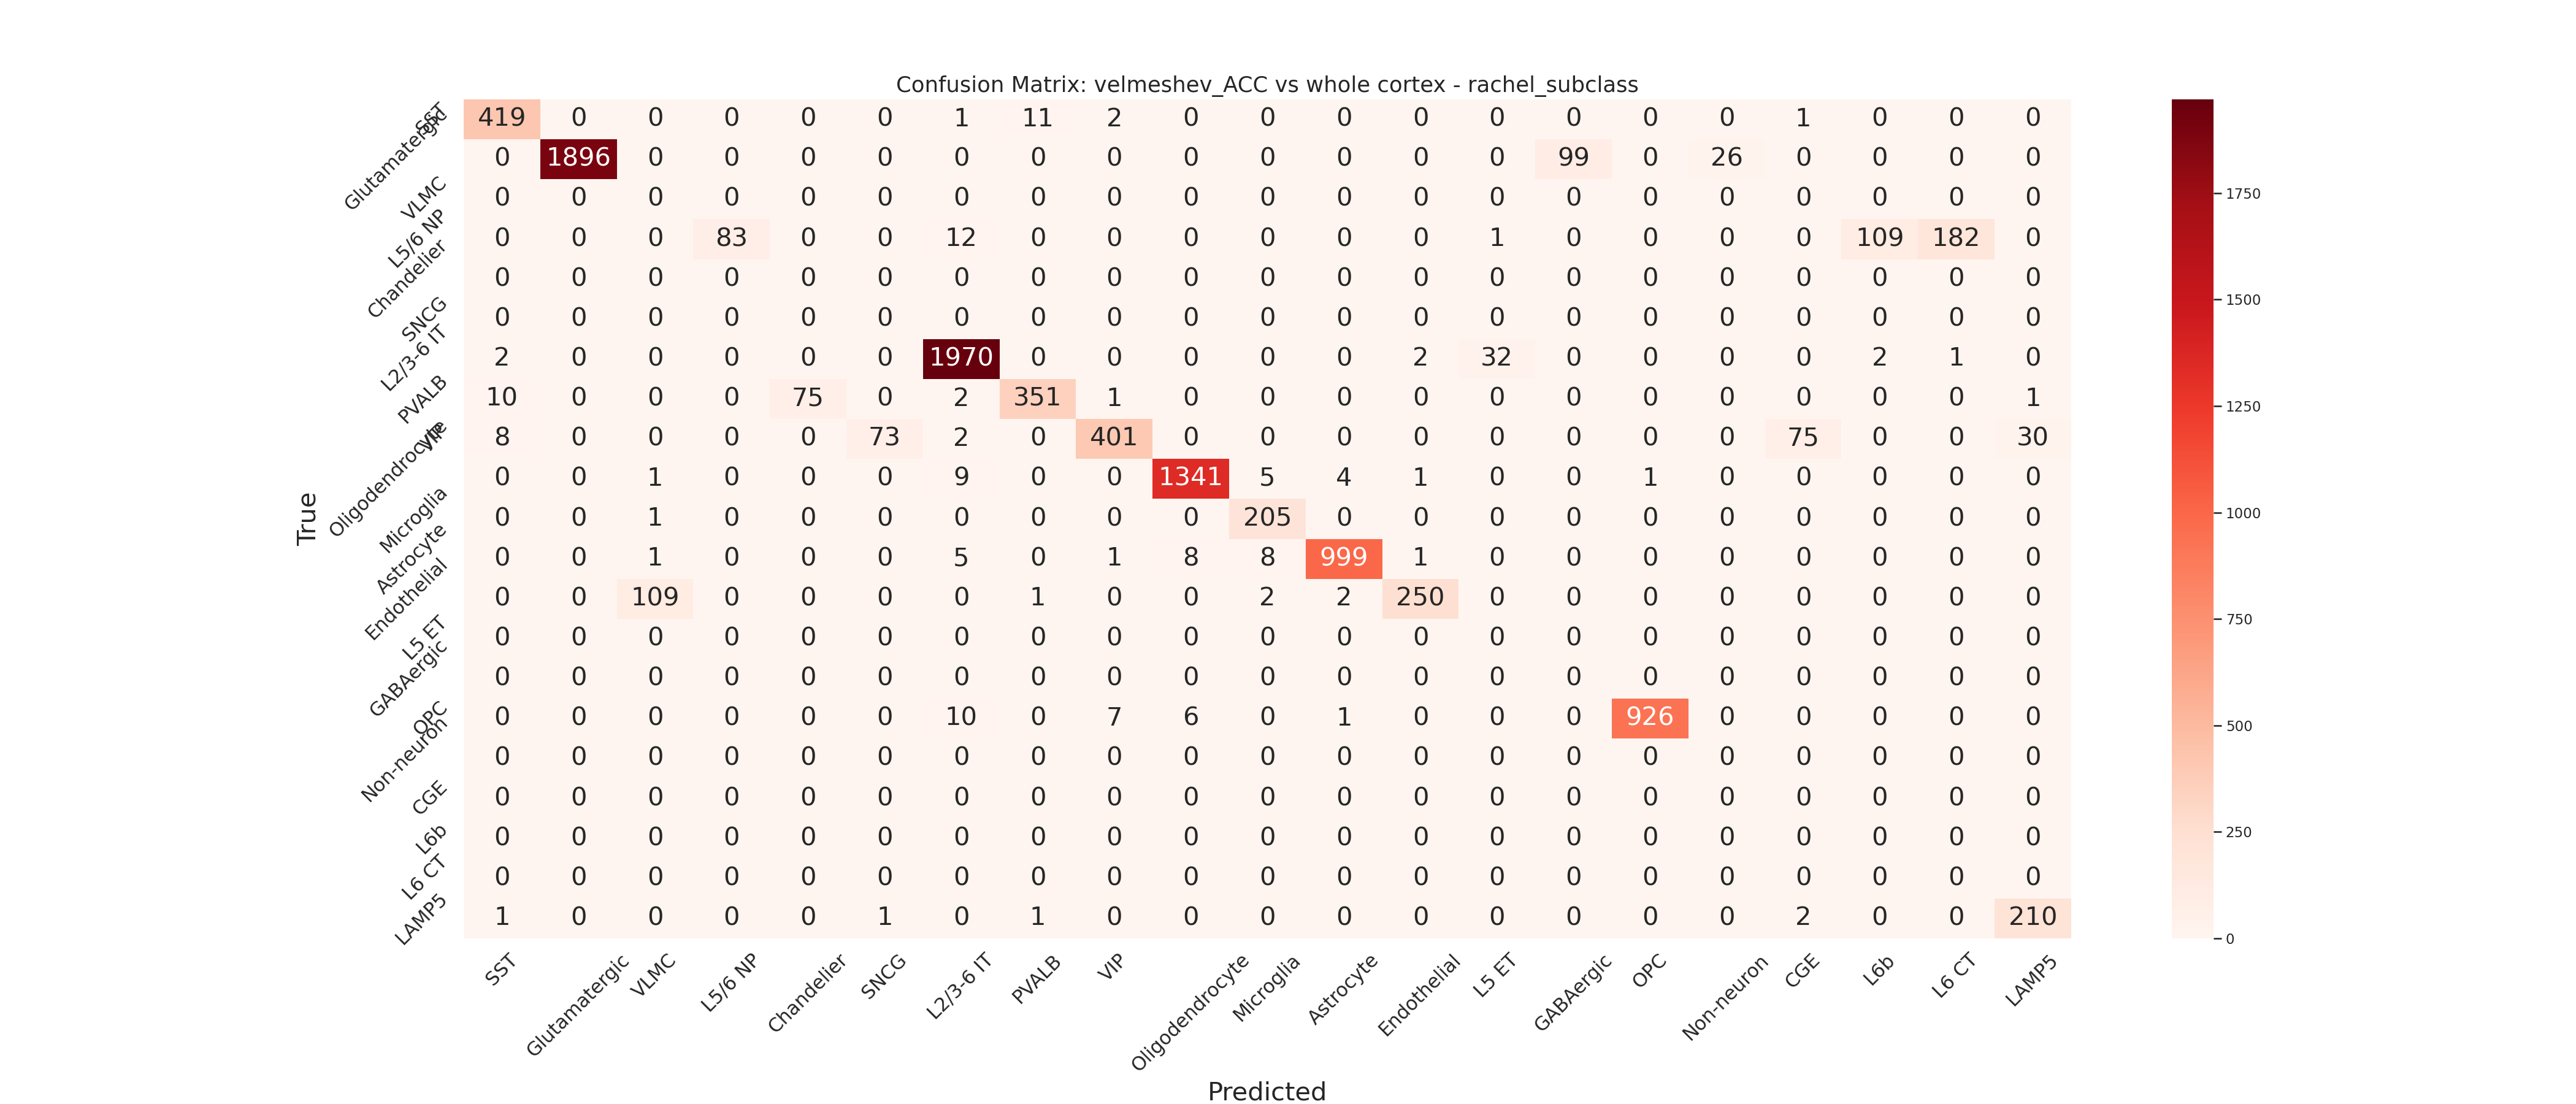 Confusion Matrix: velmeshev_ACC vs whole cortex - rachel_subclass
True
SST 419 0 0 0 0 0 1 11 2 0 0 0 0 0 0 0 0 1 0 0 0
Glutamatergic 0 1896 0 0 0 0 0 0 0 0 0 0 0 0 99 0 26 0 0 0 0
VLMC 0 0 0 0 0 0 0 0 0 0 0 0 0 0 0 0 0 0 0 0 0
L5/6 NP 0 0 0 83 0 0 12 0 0 0 0 0 0 1 0 0 0 0 109 182 0
Chandelier 0 0 0 0 0 0 0 0 0 0 0 0 0 0 0 0 0 0 0 0 0
SNCG 0 0 0 0 0 0 0 0 0 0 0 0 0 0 0 0 0 0 0 0 0
L2/3-6 IT 2 0 0 0 0 0 1970 0 0 0 0 0 2 32 0 0 0 0 2 1 0
PVALB 10 0 0 0 75 0 2 351 1 0 0 0 0 0 0 0 0 0 0 0 1
VIP 8 0 0 0 0 73 2 0 401 0 0 0 0 0 0 0 0 75 0 0 30
Oligodendrocyte 0 0 1 0 0 0 9 0 0 1341 5 4 1 0 0 1 0 0 0 0 0
Microglia 0 0 1 0 0 0 0 0 0 0 205 0 0 0 0 0 0 0 0 0 0
Astrocyte 0 0 1 0 0 0 5 0 1 8 8 999 1 0 0 0 0 0 0 0 0
Endothelial 0 0 109 0 0 0 0 1 0 0 2 2 250 0 0 0 0 0 0 0 0
L5 ET 0 0 0 0 0 0 0 0 0 0 0 0 0 0 0 0 0 0 0 0 0
GABAergic 0 0 0 0 0 0 0 0 0 0 0 0 0 0 0 0 0 0 0 0 0
OPC 0 0 0 0 0 0 10 0 7 6 0 1 0 0 0 926 0 0 0 0 0
Non-neuron 0 0 0 0 0 0 0 0 0 0 0 0 0 0 0 0 0 0 0 0 0
CGE 0 0 0 0 0 0 0 0 0 0 0 0 0 0 0 0 0 0 0 0 0
L6b 0 0 0 0 0 0 0 0 0 0 0 0 0 0 0 0 0 0 0 0 0
L6 CT 0 0 0 0 0 0 0 0 0 0 0 0 0 0 0 0 0 0 0 0 0
LAMP5 1 0 0 0 0 1 0 1 0 0 0 0 0 0 0 0 0 2 0 0 210
SST Glutamatergic VLMC L5/6 NP Chandelier SNCG L2/3-6 IT PVALB VIP Oligodendrocyte Microglia Astrocyte Endothelial L5 ET GABAergic OPC Non-neuron CGE L6b L6 CT LAMP5
Predicted
1750
1500
1250
1000
750
500
250
0